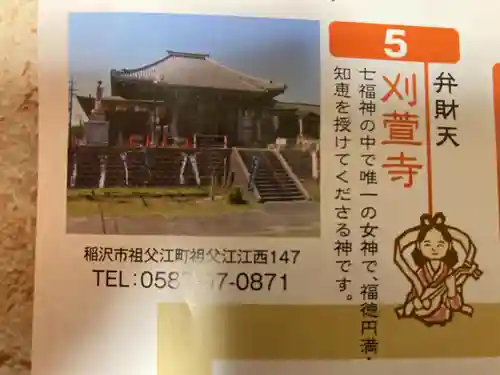 5
弁財天
刈萱寺
七福神の中で唯一の女神で、福徳円満・
知恵を授けてくださる神です。
稲沢市祖父江町祖父江江西147
TEL:058 -0871